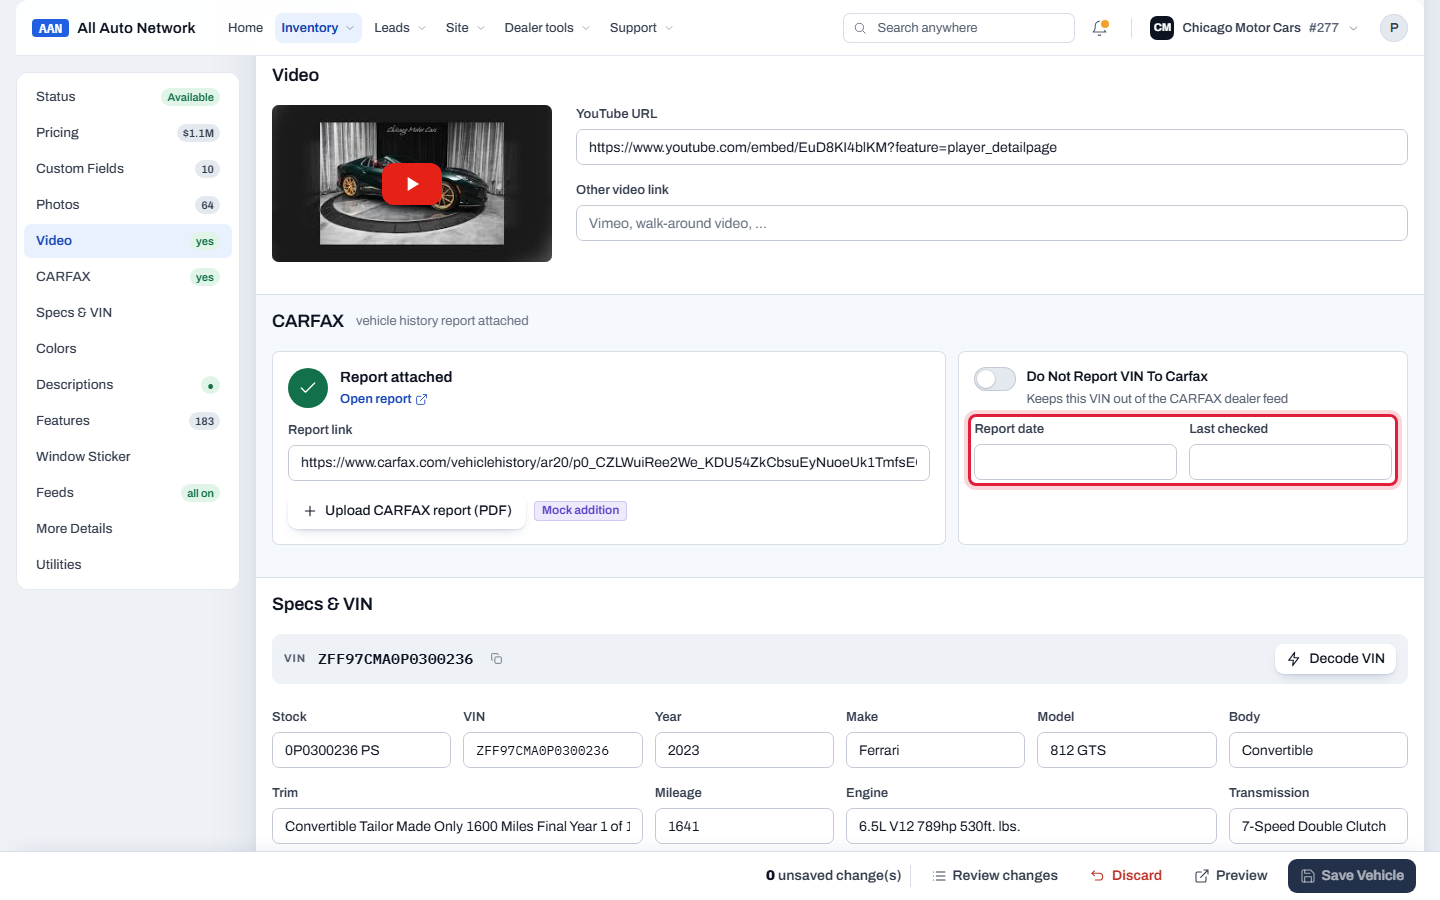 AAN All Auto Network Home Inventory Leads Site Dealer tools Support Search anywhere CM Chicago Motor Cars #277 P
Status Available
Pricing $1.1M
Custom Fields 10
Photos 64
Video yes
CARFAX yes
Specs & VIN
Colors
Descriptions
Features 183
Window Sticker
Feeds all on
More Details
Utilities
Video
Chicago Motor Cars
YouTube URL
https://www.youtube.com/embed/EuD8KI4blKM?feature=player_detailpage
Other video link
Vimeo, walk-around video, ...
CARFAX vehicle history report attached
Report attached
Open report
Report link
https://www.carfax.com/vehiclehistory/ar20/p0_CZLWuiRee2We_KDU54ZkCbsuEyNuoeUk1TmfsE
Upload CARFAX report (PDF) Mock addition
Do Not Report VIN To Carfax
Keeps this VIN out of the CARFAX dealer feed
Report date Last checked
Specs & VIN
VIN ZFF97CMA0P0300236 Decode VIN
Stock VIN Year Make Model Body
0P0300236 PS ZFF97CMA0P0300236 2023 Ferrari 812 GTS Convertible
Trim Mileage Engine Transmission
Convertible Tailor Made Only 1600 Miles Final Year 1 of 1 1641 6.5L V12 789hp 530ft. lbs. 7-Speed Double Clutch
0 unsaved change(s) Review changes Discard Preview Save Vehicle